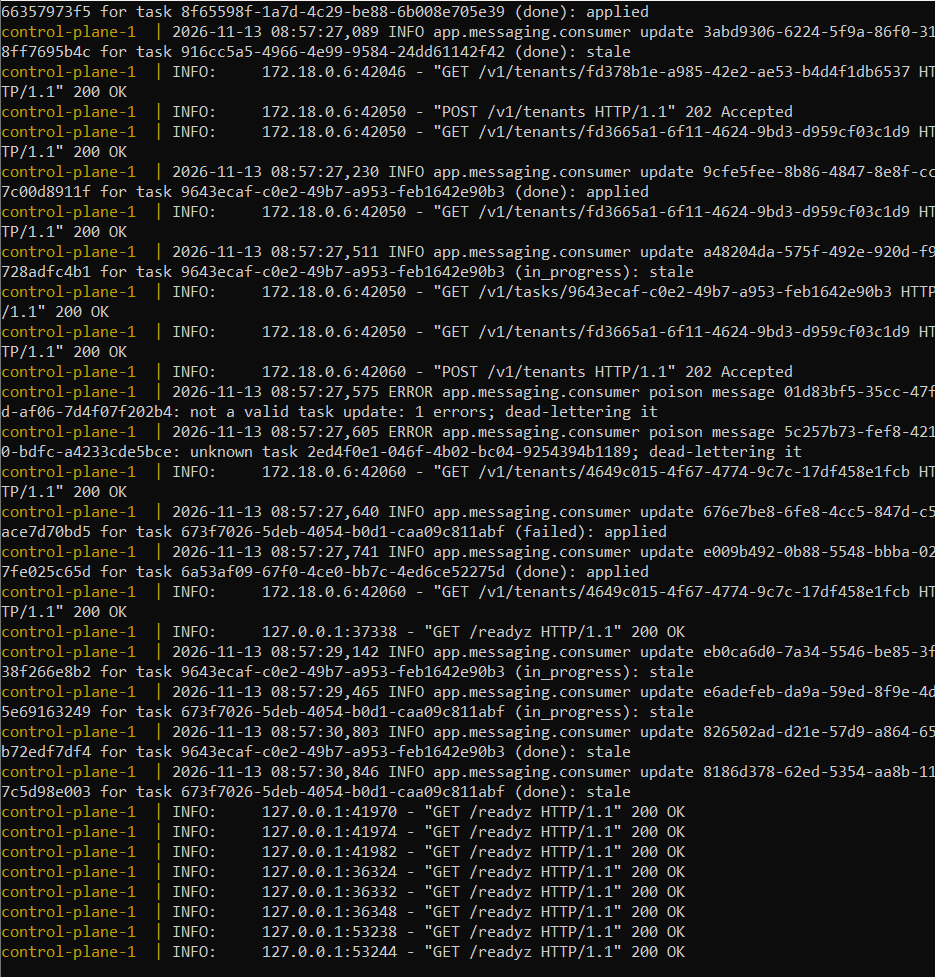 66357973f5 for task 8f65598f-1a7d-4c29-be88-6b008e705e39 (done): applied
control-plane-1  | 2026-11-13 08:57:27,089 INFO app.messaging.consumer update 3abd9306-6224-5f9a-86f0-31
8ff7695b4c for task 916cc5a5-4966-4e99-9584-24dd61142f42 (done): stale
control-plane-1  | INFO:     172.18.0.6:42046 - "GET /v1/tenants/fd378b1e-a985-42e2-ae53-b4d4f1db6537 HT
TP/1.1" 200 OK
control-plane-1  | INFO:     172.18.0.6:42050 - "POST /v1/tenants HTTP/1.1" 202 Accepted
control-plane-1  | INFO:     172.18.0.6:42050 - "GET /v1/tenants/fd3665a1-6f11-4624-9bd3-d959cf03c1d9 HT
TP/1.1" 200 OK
control-plane-1  | 2026-11-13 08:57:27,230 INFO app.messaging.consumer update 9cfe5fee-8b86-4847-8e8f-cc
7c00d8911f for task 9643ecaf-c0e2-49b7-a953-feb1642e90b3 (done): applied
control-plane-1  | INFO:     172.18.0.6:42050 - "GET /v1/tenants/fd3665a1-6f11-4624-9bd3-d959cf03c1d9 HT
TP/1.1" 200 OK
control-plane-1  | 2026-11-13 08:57:27,511 INFO app.messaging.consumer update a48204da-575f-492e-920d-f9
728adfc4b1 for task 9643ecaf-c0e2-49b7-a953-feb1642e90b3 (in_progress): stale
control-plane-1  | INFO:     172.18.0.6:42050 - "GET /v1/tasks/9643ecaf-c0e2-49b7-a953-feb1642e90b3 HTTP
/1.1" 200 OK
control-plane-1  | INFO:     172.18.0.6:42050 - "GET /v1/tenants/fd3665a1-6f11-4624-9bd3-d959cf03c1d9 HT
TP/1.1" 200 OK
control-plane-1  | INFO:     172.18.0.6:42060 - "POST /v1/tenants HTTP/1.1" 202 Accepted
control-plane-1  | 2026-11-13 08:57:27,575 ERROR app.messaging.consumer poison message 01d83bf5-35cc-47f
d-af06-7d4f07f202b4: not a valid task update: 1 errors; dead-lettering it
control-plane-1  | 2026-11-13 08:57:27,605 ERROR app.messaging.consumer poison message 5c257b73-fef8-421
0-bdfc-a4233cde5bce: unknown task 2ed4f0e1-046f-4b02-bc04-9254394b1189; dead-lettering it
control-plane-1  | INFO:     172.18.0.6:42060 - "GET /v1/tenants/4649c015-4f67-4774-9c7c-17df458e1fcb HT
TP/1.1" 200 OK
control-plane-1  | 2026-11-13 08:57:27,640 INFO app.messaging.consumer update 676e7be8-6fe8-4cc5-847d-c5
ace7d70bd5 for task 673f7026-5deb-4054-b0d1-caa09c811abf (failed): applied
control-plane-1  | 2026-11-13 08:57:27,741 INFO app.messaging.consumer update e009b492-0b88-5548-bbba-02
7fe025c65d for task 6a53af09-67f0-4ce0-bb7c-4ed6ce52275d (done): applied
control-plane-1  | INFO:     172.18.0.6:42060 - "GET /v1/tenants/4649c015-4f67-4774-9c7c-17df458e1fcb HT
TP/1.1" 200 OK
control-plane-1  | INFO:     127.0.0.1:37338 - "GET /readyz HTTP/1.1" 200 OK
control-plane-1  | 2026-11-13 08:57:29,142 INFO app.messaging.consumer update eb0ca6d0-7a34-5546-be85-3f
38f266e8b2 for task 9643ecaf-c0e2-49b7-a953-feb1642e90b3 (in_progress): stale
control-plane-1  | 2026-11-13 08:57:29,465 INFO app.messaging.consumer update e6adefeb-da9a-59ed-8f9e-4d
5e69163249 for task 673f7026-5deb-4054-b0d1-caa09c811abf (in_progress): stale
control-plane-1  | 2026-11-13 08:57:30,803 INFO app.messaging.consumer update 826502ad-d21e-57d9-a864-65
b72edf7df4 for task 9643ecaf-c0e2-49b7-a953-feb1642e90b3 (done): stale
control-plane-1  | 2026-11-13 08:57:30,846 INFO app.messaging.consumer update 8186d378-62ed-5354-aa8b-11
7c5d98e003 for task 673f7026-5deb-4054-b0d1-caa09c811abf (done): stale
control-plane-1  | INFO:     127.0.0.1:41970 - "GET /readyz HTTP/1.1" 200 OK
control-plane-1  | INFO:     127.0.0.1:41974 - "GET /readyz HTTP/1.1" 200 OK
control-plane-1  | INFO:     127.0.0.1:41982 - "GET /readyz HTTP/1.1" 200 OK
control-plane-1  | INFO:     127.0.0.1:36324 - "GET /readyz HTTP/1.1" 200 OK
control-plane-1  | INFO:     127.0.0.1:36332 - "GET /readyz HTTP/1.1" 200 OK
control-plane-1  | INFO:     127.0.0.1:36348 - "GET /readyz HTTP/1.1" 200 OK
control-plane-1  | INFO:     127.0.0.1:53238 - "GET /readyz HTTP/1.1" 200 OK
control-plane-1  | INFO:     127.0.0.1:53244 - "GET /readyz HTTP/1.1" 200 OK